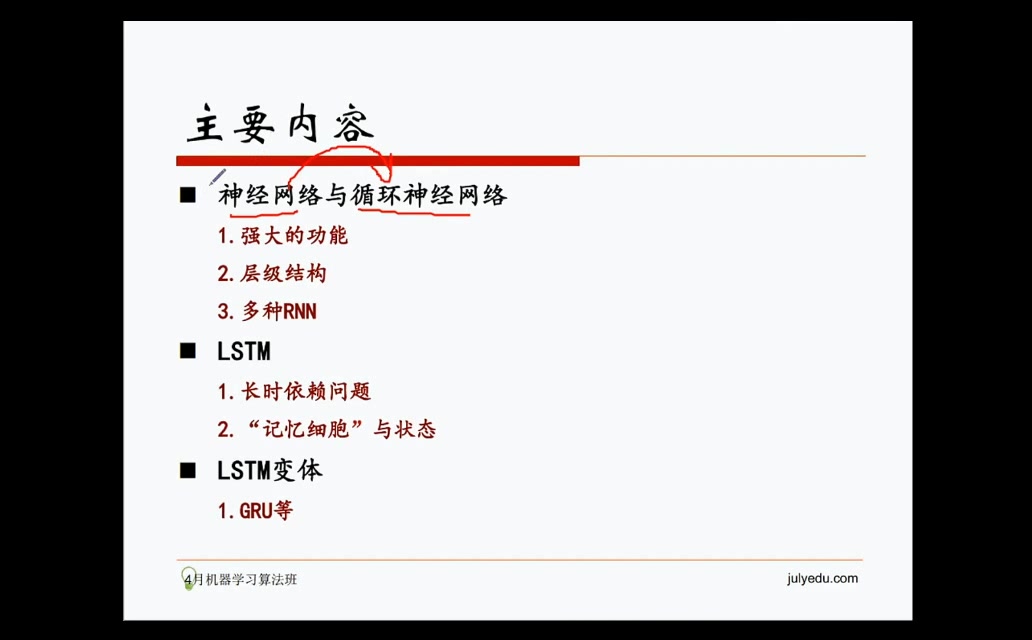 主要内容
神经网络与循环神经网络
1.强大的功能
2.层级结构
3.多种RNN
LSTM
1.长时依赖问题
2.“记忆细胞”与状态
LSTM变体
1.GRU等
4月机器学习算法班
julyedu.com